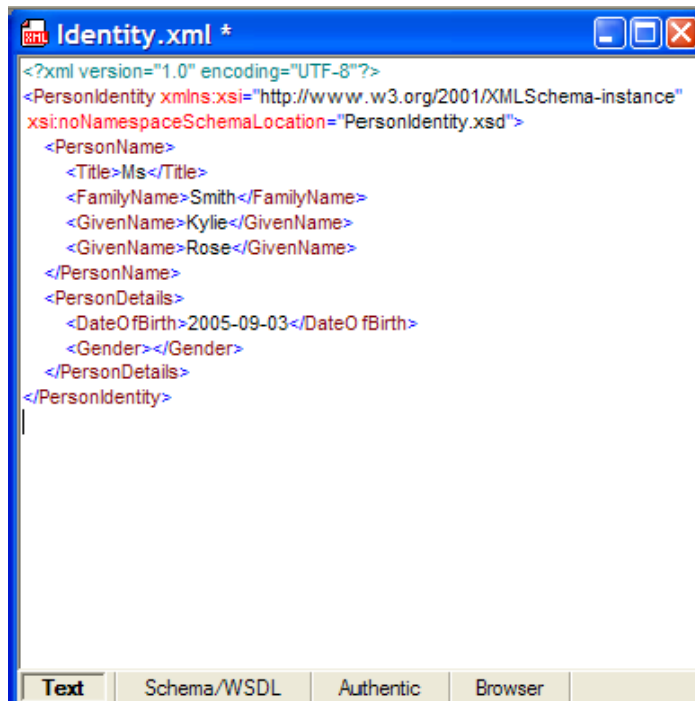 XML Identity.xml *
<?xml version="1.0" encoding="UTF-8"?>
<PersonIdentity xmlns:xsi="http://www.w3.org/2001/XMLSchema-instance"
xsi:noNamespaceSchemaLocation="PersonIdentity.xsd">
<PersonName>
<Title>Ms</Title>
<FamilyName>Smith</FamilyName>
<GivenName>Kylie</GivenName>
<GivenName>Rose</GivenName>
</PersonName>
<PersonDetails>
<DateOfBirth>2005-09-03</DateOfBirth>
<Gender></Gender>
</PersonDetails>
</PersonIdentity>
Text Schema/WSDL Authentic Browser